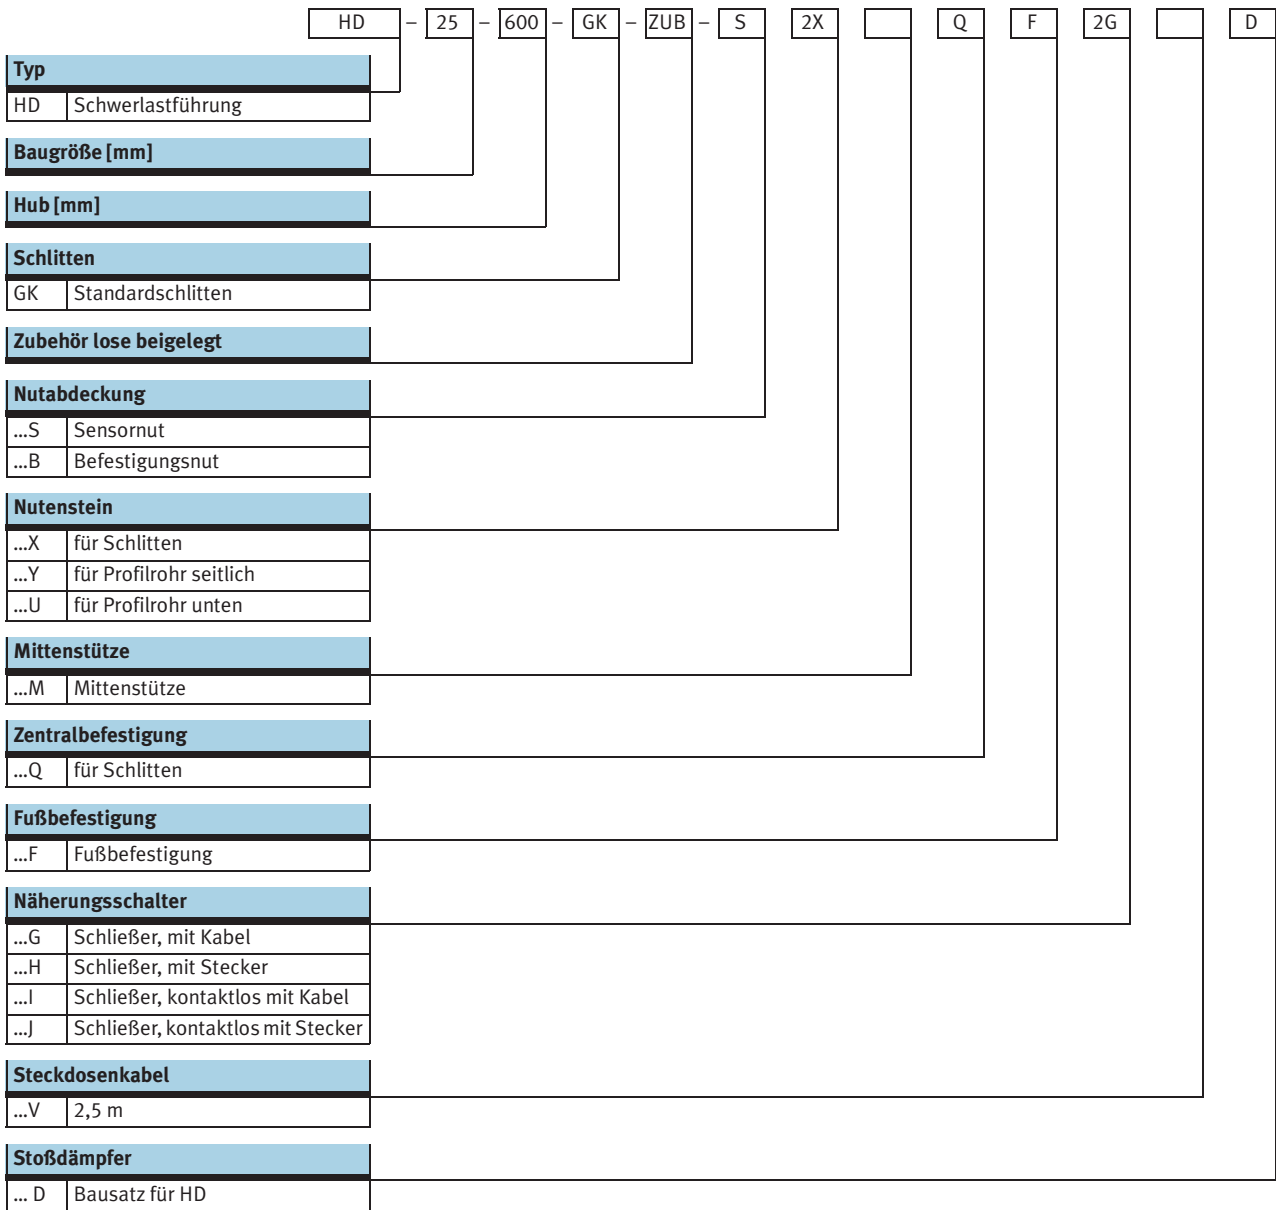 HD – 25 – 600 – GK – ZUB – S 2X Q F 2G D
Typ
HD Schwerlastführung
Baugröße [mm]
Hub [mm]
Schlitten
GK Standardschlitten
Zubehör lose beigelegt
Nutabdeckung
...S Sensornut
...B Befestigungsnut
Nutenstein
...X für Schlitten
...Y für Profilrohr seitlich
...U für Profilrohr unten
Mittenstütze
...M Mittenstütze
Zentralbefestigung
...Q für Schlitten
Fußbefestigung
...F Fußbefestigung
Näherungsschalter
...G Schließer, mit Kabel
...H Schließer, mit Stecker
...I Schließer, kontaktlos mit Kabel
...J Schließer, kontaktlos mit Stecker
Steckdosenkabel
...V 2,5 m
Stoßdämpfer
... D Bausatz für HD